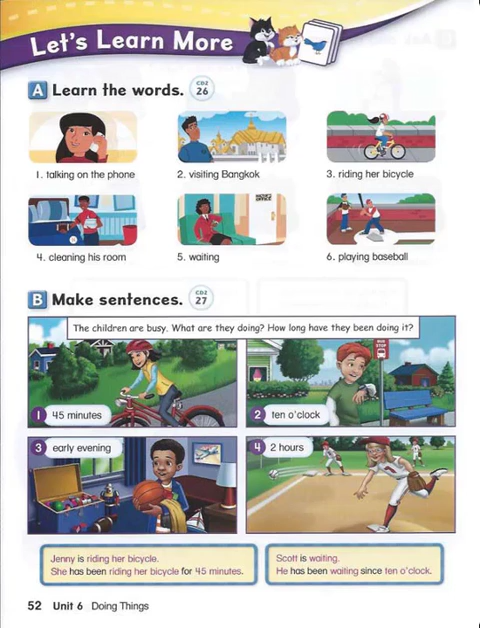 Let's Learn More
A Learn the words. CD2 26
1. talking on the phone
2. visiting Bangkok
3. riding her bicycle
4. cleaning his room
5. waiting
6. playing baseball
B Make sentences. CD2 27
The children are busy. What are they doing? How long have they been doing it?
1 45 minutes
2 ten o'clock
BUS STOP
3 early evening
4 2 hours
Jenny is riding her bicycle.
She has been riding her bicycle for 45 minutes.
Scott is waiting.
He has been waiting since ten o'clock.
52 Unit 6 Doing Things